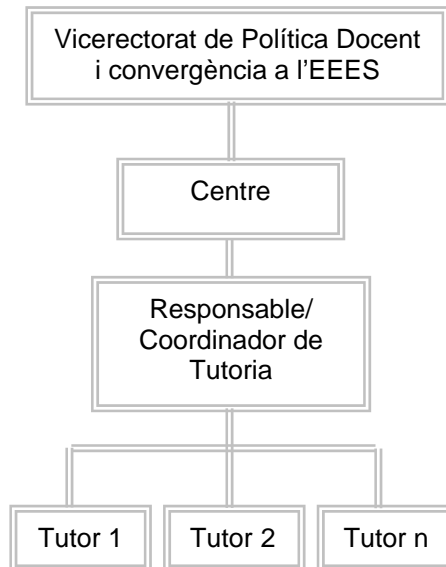 Vicerectorat de Política Docent
i convergència a l'EEES
Centre
Responsable/
Coordinador de
Tutoria
Tutor 1
Tutor 2
Tutor n